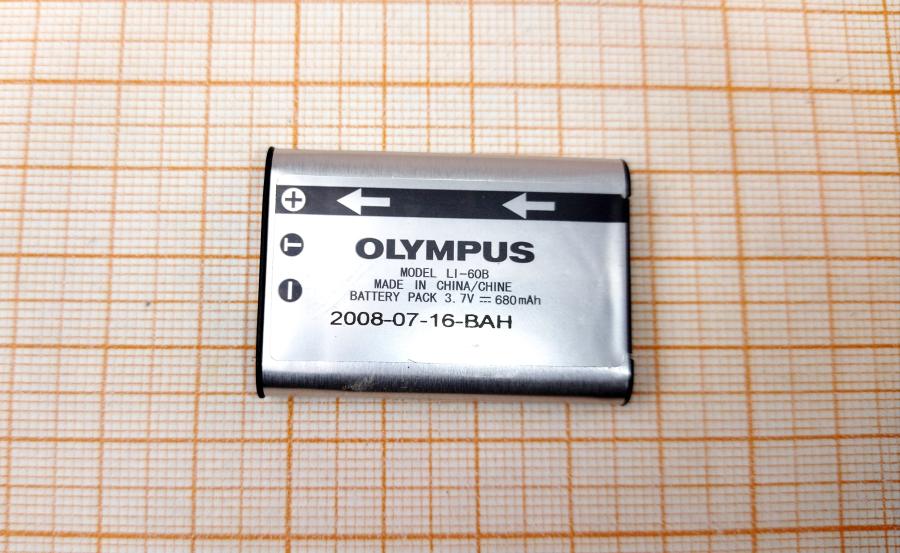 OLYMPUS
MODEL LI-60B
MADE IN CHINA/CHINE
BATTERY PACK 3.7V ⎓ 680mAh
2008-07-16-BAH
+
T
−